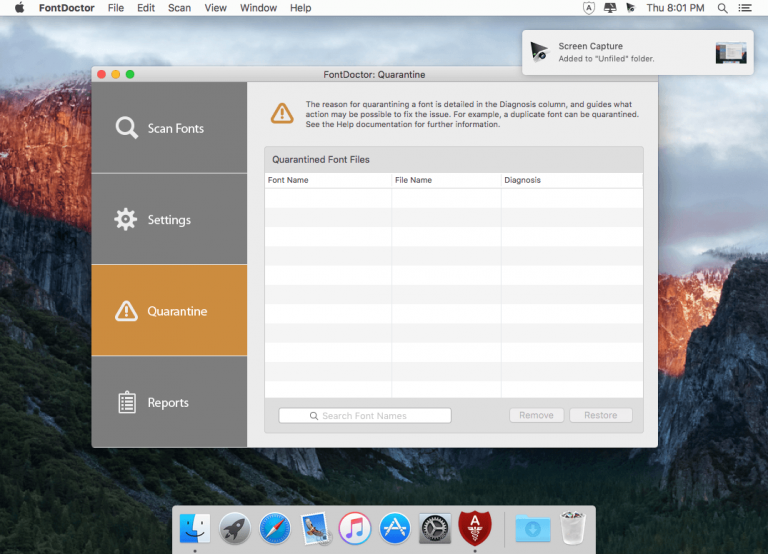 FontDoctor File Edit Scan View Window Help
A
Thu 8:01 PM
Screen Capture
Added to "Unfiled" folder.
FontDoctor: Quarantine
Scan Fonts
Settings
Quarantine
Reports
The reason for quarantining a font is detailed in the Diagnosis column, and guides what
action may be possible to fix the issue. For example, a duplicate font can be quarantined.
See the Help documentation for further information.
Quarantined Font Files
Font Name File Name Diagnosis
Search Font Names
Remove Restore
A